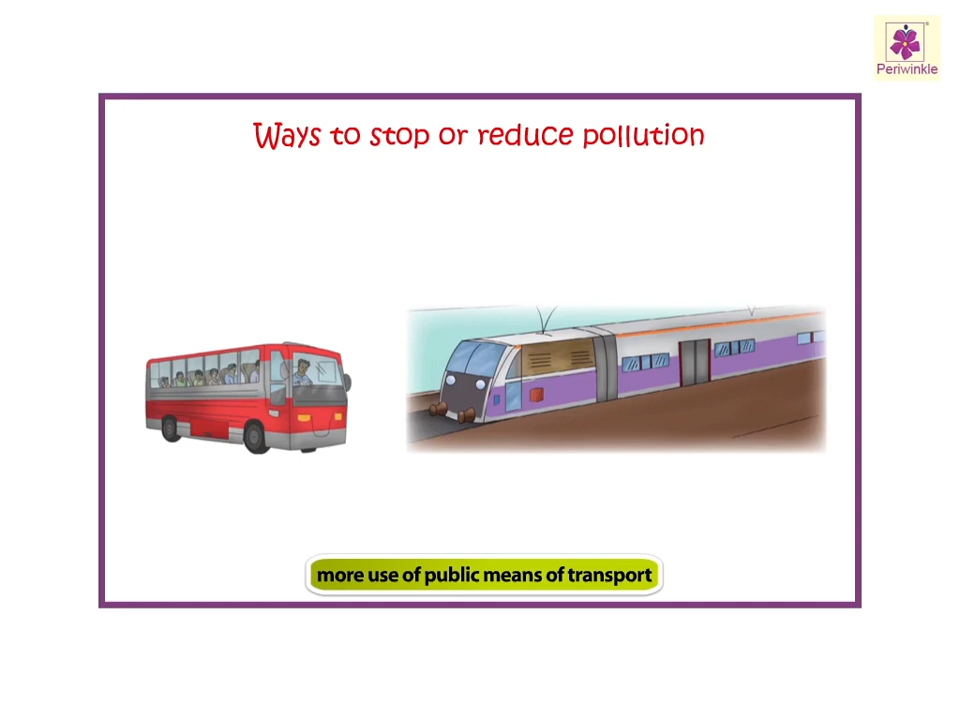 Periwinkle
Ways to stop or reduce pollution
more use of public means of transport